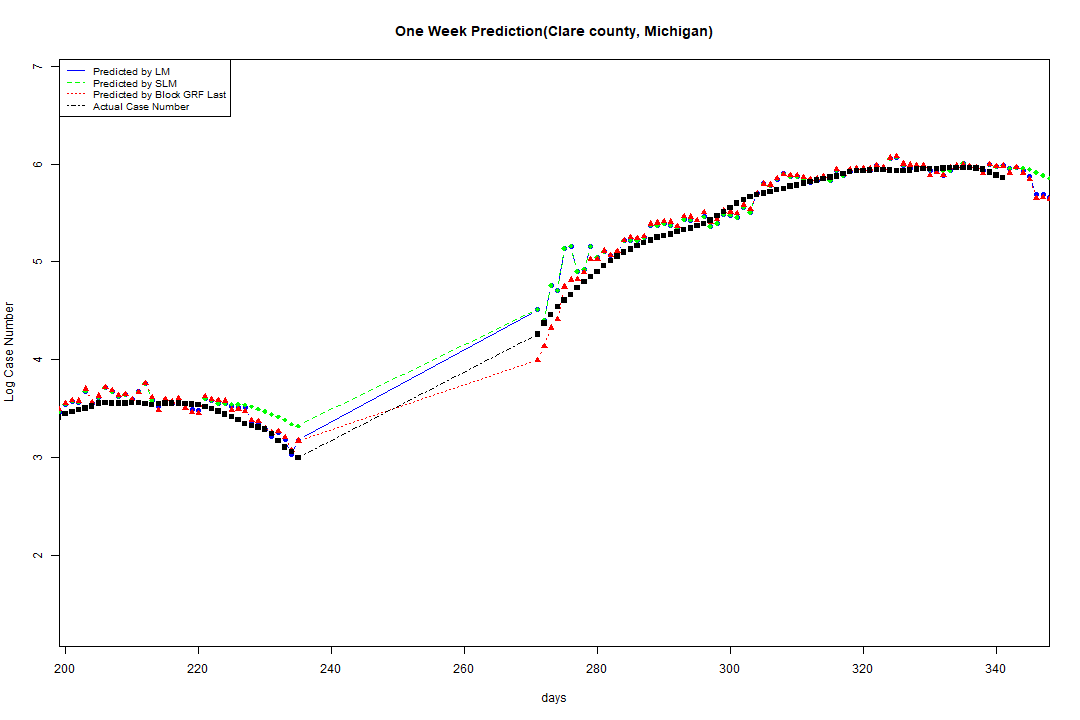 One Week Prediction(Clare county, Michigan)
Predicted by LM
Predicted by SLM
Predicted by Block GRF Last
Actual Case Number
7
6
5
4
3
2
Log Case Number
200 220 240 260 280 300 320 340
days